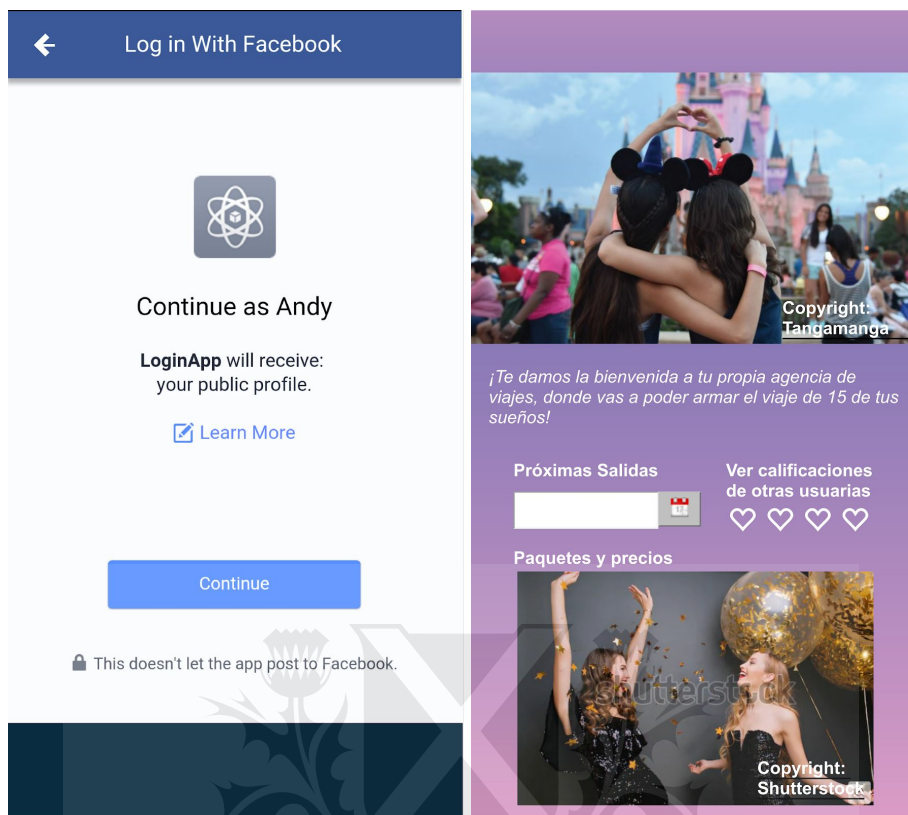 Log in With Facebook
Continue as Andy
LoginApp will receive:
your public profile.
Learn More
Continue
This doesn't let the app post to Facebook.
Copyright:
Tangamanga
¡Te damos la bienvenida a tu propia agencia de
viajes, donde vas a poder armar el viaje de 15 de tus
sueños!
Próximas Salidas
Ver calificaciones
de otras usuarias
12
Paquetes y precios
shutterstock
Copyright:
Shutterstock